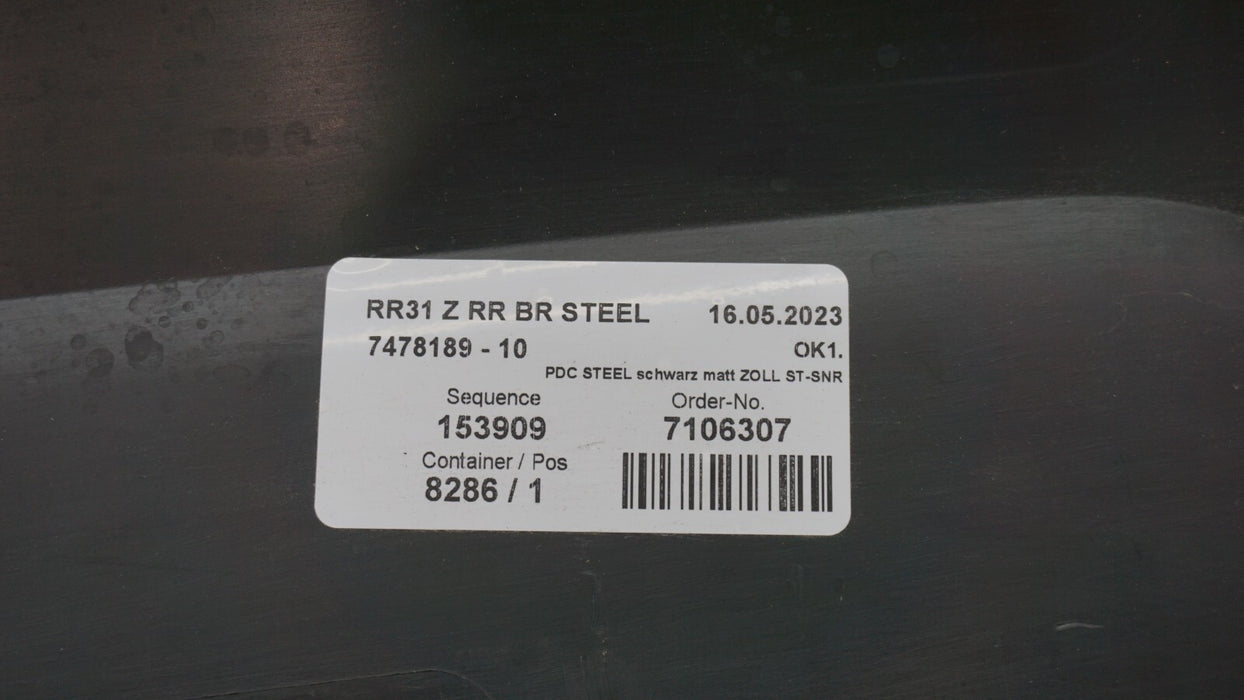 RR31 Z RR BR STEEL 16.05.2023
7478189 - 10 OK1.
PDC STEEL schwarz matt ZOLL ST-SNR
Sequence Order-No.
153909 7106307
Container / Pos
8286 / 1